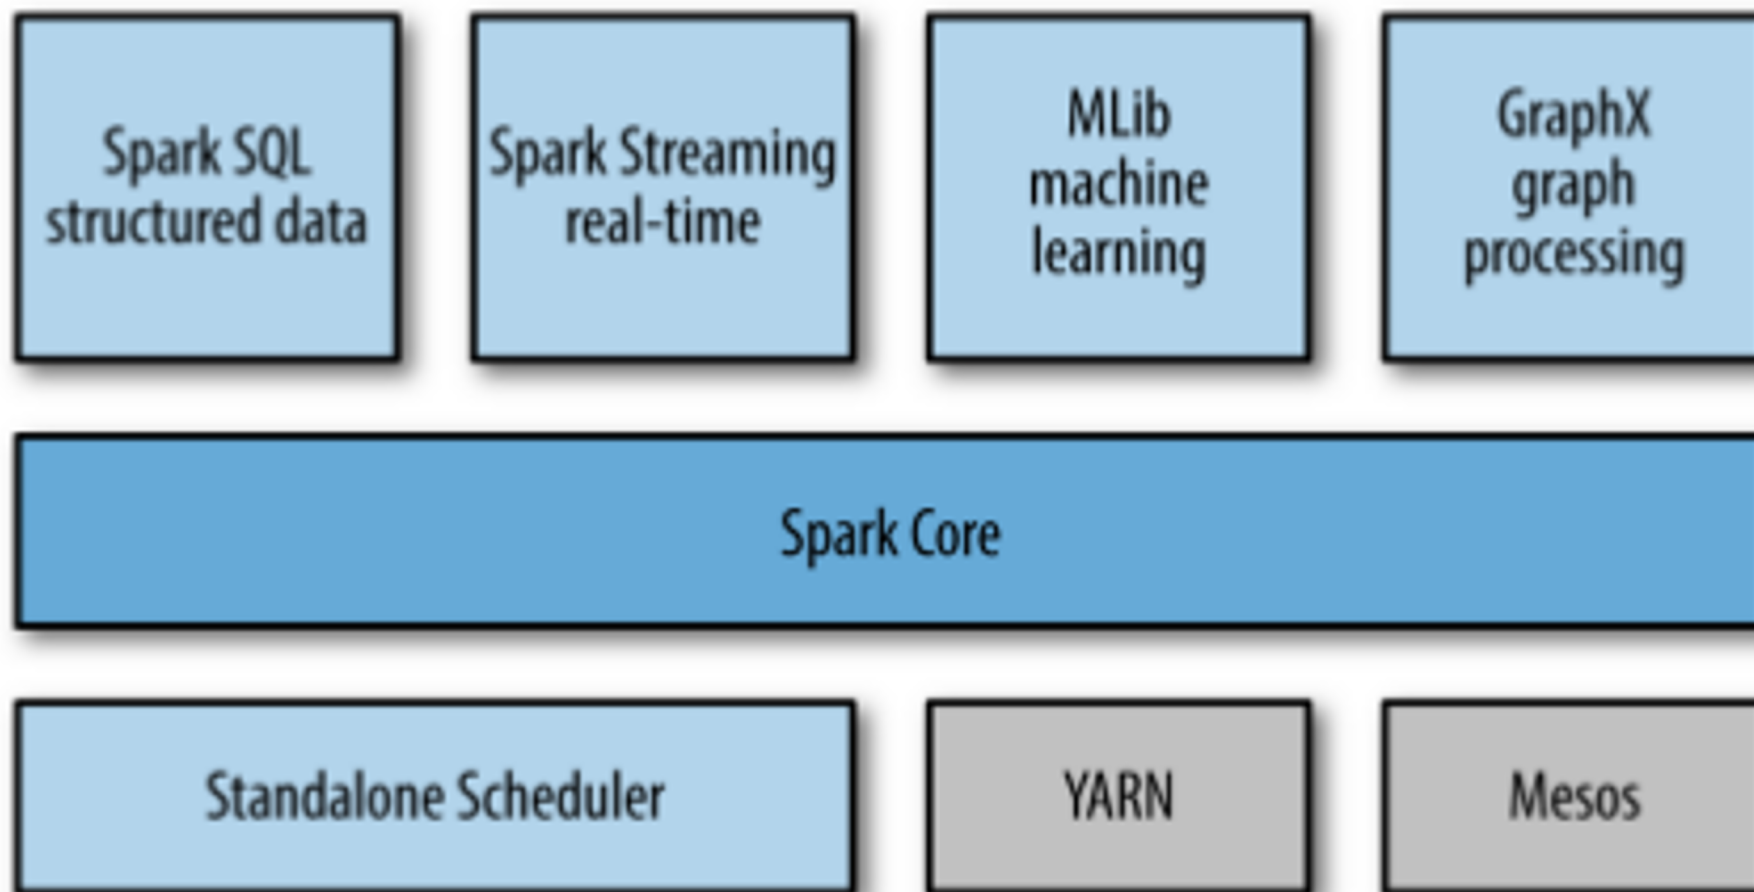 Spark SQL
structured data
Spark Streaming
real-time
MLib
machine
learning
GraphX
graph
processing
Spark Core
Standalone Scheduler
YARN
Mesos